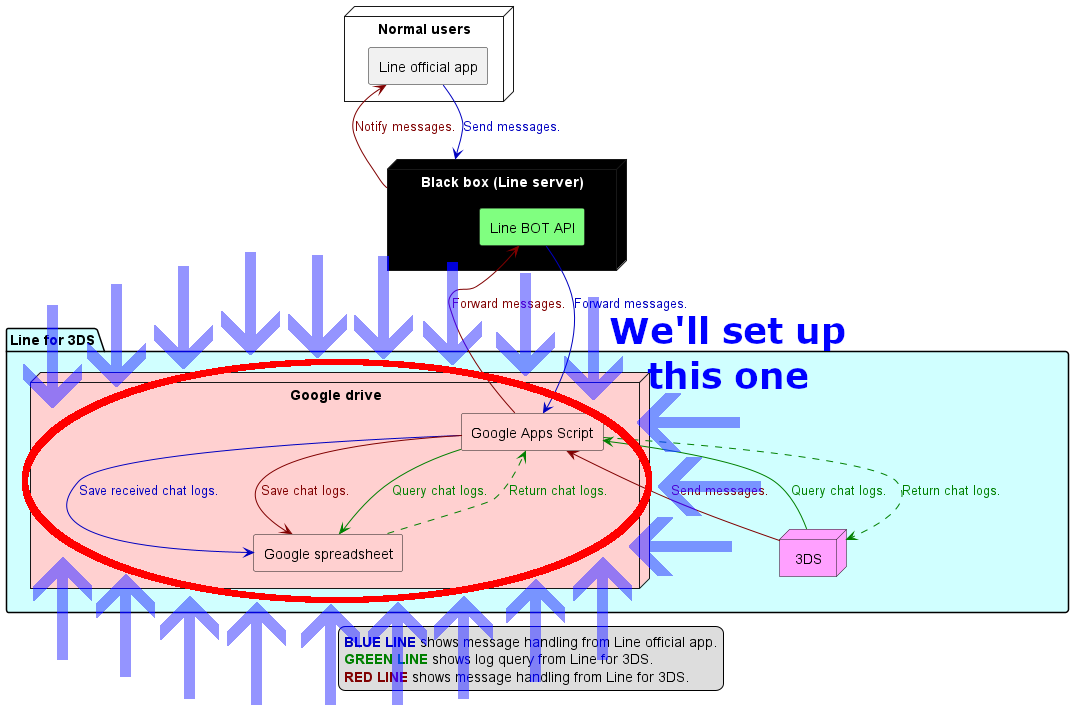 Normal users
Line official app
Notify messages.
Send messages.
Black box (Line server)
Line BOT API
Forward messages.
Forward messages.
We'll set up
this one
Line for 3DS
Google drive
Google Apps Script
Save received chat logs.
Save chat logs.
Query chat logs.
Return chat logs.
Send messages.
Query chat logs.
Return chat logs.
Google spreadsheet
3DS
BLUE LINE shows message handling from Line official app.
GREEN LINE shows log query from Line for 3DS.
RED LINE shows message handling from Line for 3DS.